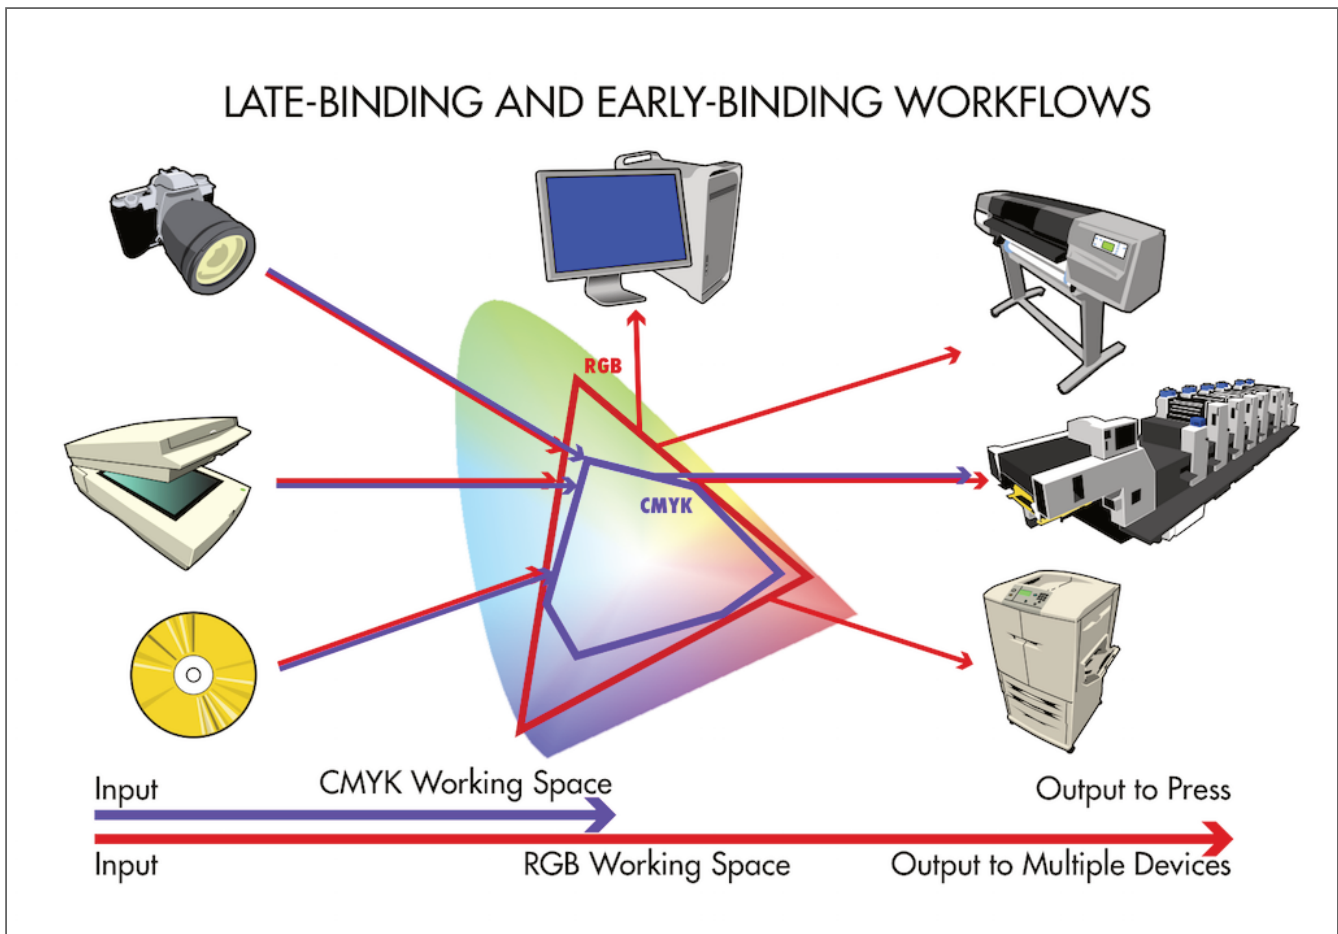 LATE-BINDING AND EARLY-BINDING WORKFLOWS
RGB
CMYK
Input
CMYK Working Space
Output to Press
Input
RGB Working Space
Output to Multiple Devices